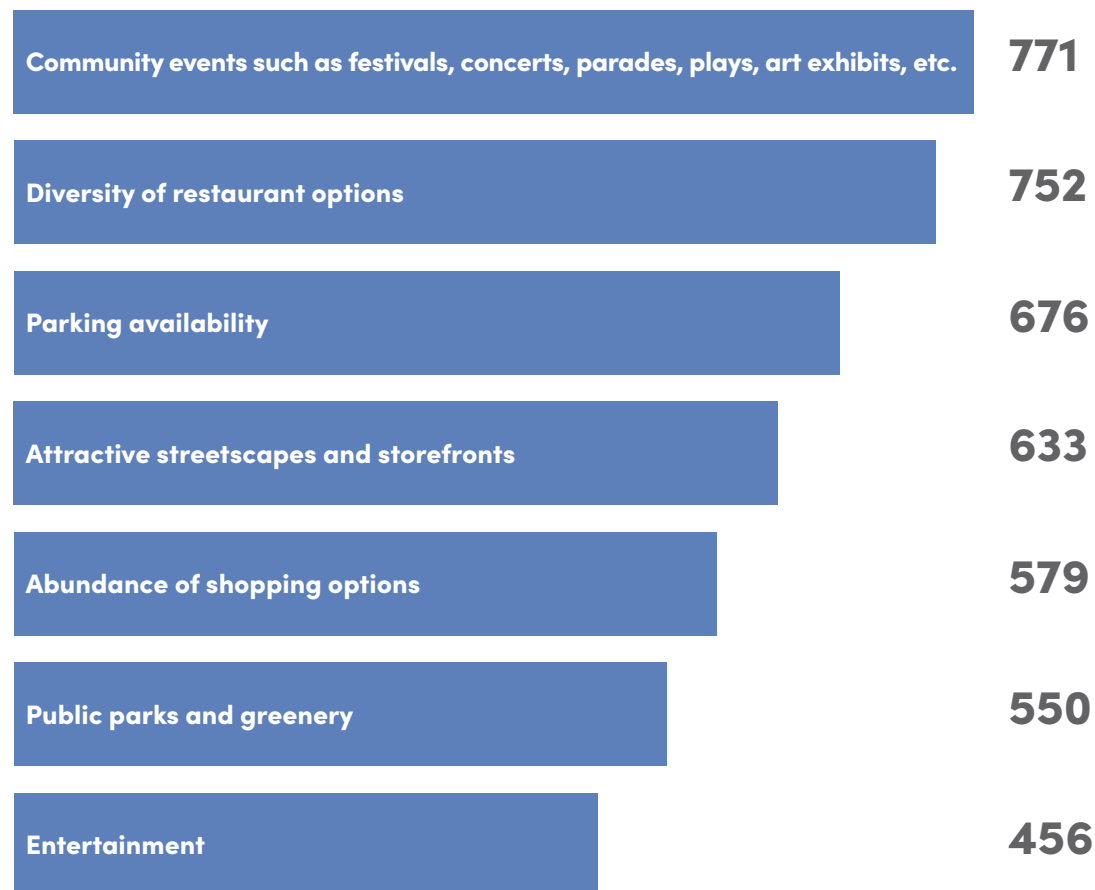 Community events such as festivals, concerts, parades, plays, art exhibits, etc. 771
Diversity of restaurant options 752
Parking availability 676
Attractive streetscapes and storefronts 633
Abundance of shopping options 579
Public parks and greenery 550
Entertainment 456